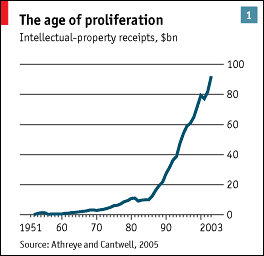 1
The age of proliferation
Intellectual-property receipts, $bn
100
80
60
40
20
0
1951 60 70 80 90 2003
Source: Athreye and Cantwell, 2005